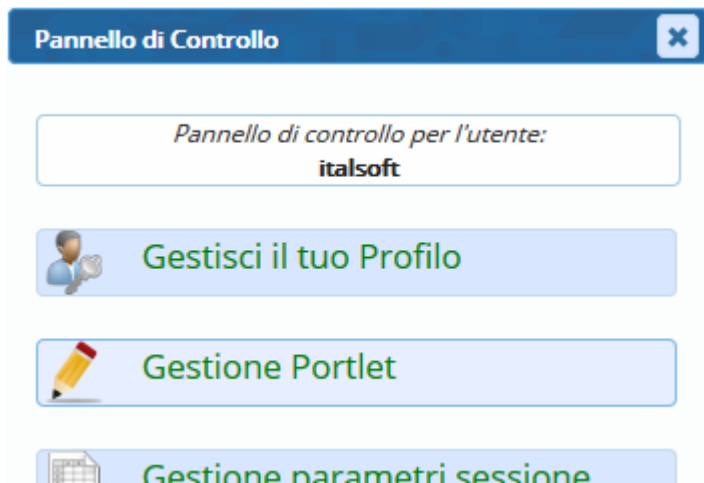 Pannello di Controllo
Pannello di controllo per l'utente:
italsoft
Gestisci il tuo Profilo
Gestione Portlet
Gestione parametri sessione